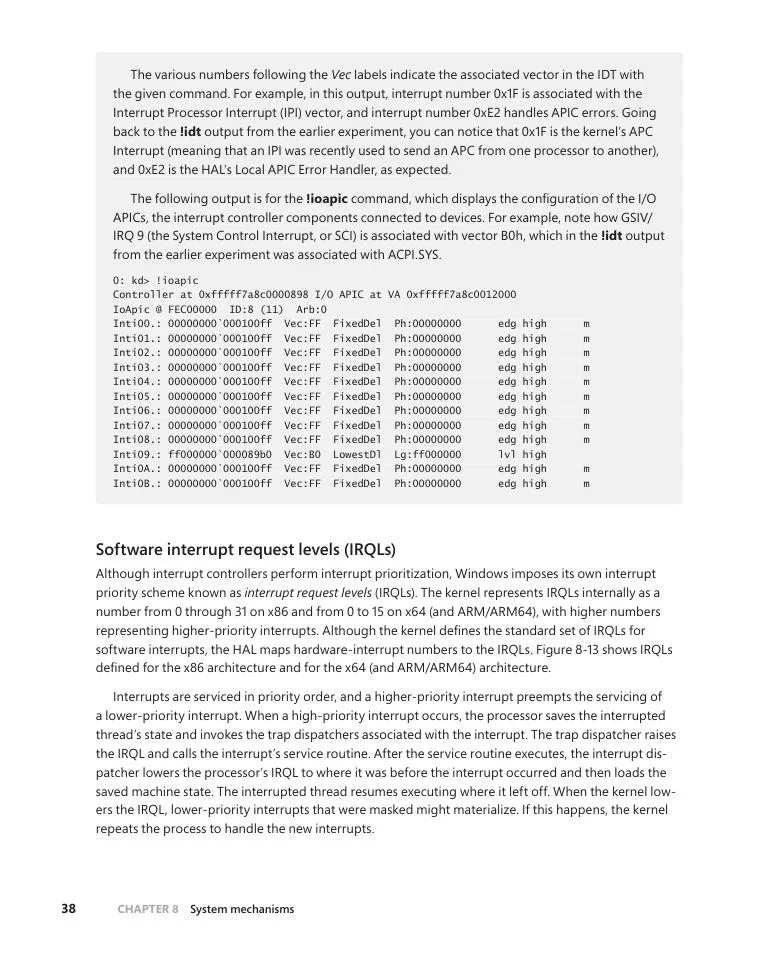 The various numbers following the Vec labels indicate the associated vector in the IDT with
the given command. For example, in this output, interrupt number 0x1F is associated with the
Interrupt Processor Interrupt (IPI) vector, and interrupt number 0xE2 handles APIC errors. Going
back to the !idt output from the earlier experiment, you can notice that 0x1F is the kernel's APC
Interrupt (meaning that an IPI was recently used to send an APC from one processor to another),
and 0xE2 is the HAL's Local APIC Error Handler, as expected.
The following output is for the !ioapic command, which displays the configuration of the I/O
APICs, the interrupt controller components connected to devices. For example, note how GSIV/
IRQ 9 (the System Control Interrupt, or SCI) is associated with vector B0h, which in the !idt output
from the earlier experiment was associated with ACPI.SYS.
0: kd> !ioapic
Controller at 0xfffff7a8c0000898 I/O APIC at VA 0xfffff7a8c0012000
IoApic @ FEC00000  ID:8 (11)  Arb:0
Inti00.: 00000000`000100ff  Vec:FF  FixedDel  Ph:00000000      edg high      m
Inti01.: 00000000`000100ff  Vec:FF  FixedDel  Ph:00000000      edg high      m
Inti02.: 00000000`000100ff  Vec:FF  FixedDel  Ph:00000000      edg high      m
Inti03.: 00000000`000100ff  Vec:FF  FixedDel  Ph:00000000      edg high      m
Inti04.: 00000000`000100ff  Vec:FF  FixedDel  Ph:00000000      edg high      m
Inti05.: 00000000`000100ff  Vec:FF  FixedDel  Ph:00000000      edg high      m
Inti06.: 00000000`000100ff  Vec:FF  FixedDel  Ph:00000000      edg high      m
Inti07.: 00000000`000100ff  Vec:FF  FixedDel  Ph:00000000      edg high      m
Inti08.: 00000000`000100ff  Vec:FF  FixedDel  Ph:00000000      edg high      m
Inti09.: ff000000`000089b0  Vec:B0  LowestDl  Lg:ff000000      lvl high
Inti0A.: 00000000`000100ff  Vec:FF  FixedDel  Ph:00000000      edg high      m
Inti0B.: 00000000`000100ff  Vec:FF  FixedDel  Ph:00000000      edg high      m
Software interrupt request levels (IRQLs)
Although interrupt controllers perform interrupt prioritization, Windows imposes its own interrupt
priority scheme known as interrupt request levels (IRQLs). The kernel represents IRQLs internally as a
number from 0 through 31 on x86 and from 0 to 15 on x64 (and ARM/ARM64), with higher numbers
representing higher-priority interrupts. Although the kernel defines the standard set of IRQLs for
software interrupts, the HAL maps hardware-interrupt numbers to the IRQLs. Figure 8-13 shows IRQLs
defined for the x86 architecture and for the x64 (and ARM/ARM64) architecture.
Interrupts are serviced in priority order, and a higher-priority interrupt preempts the servicing of
a lower-priority interrupt. When a high-priority interrupt occurs, the processor saves the interrupted
thread's state and invokes the trap dispatchers associated with the interrupt. The trap dispatcher raises
the IRQL and calls the interrupt's service routine. After the service routine executes, the interrupt dis-
patcher lowers the processor's IRQL to where it was before the interrupt occurred and then loads the
saved machine state. The interrupted thread resumes executing where it left off. When the kernel low-
ers the IRQL, lower-priority interrupts that were masked might materialize. If this happens, the kernel
repeats the process to handle the new interrupts.
38 CHAPTER 8 System mechanisms